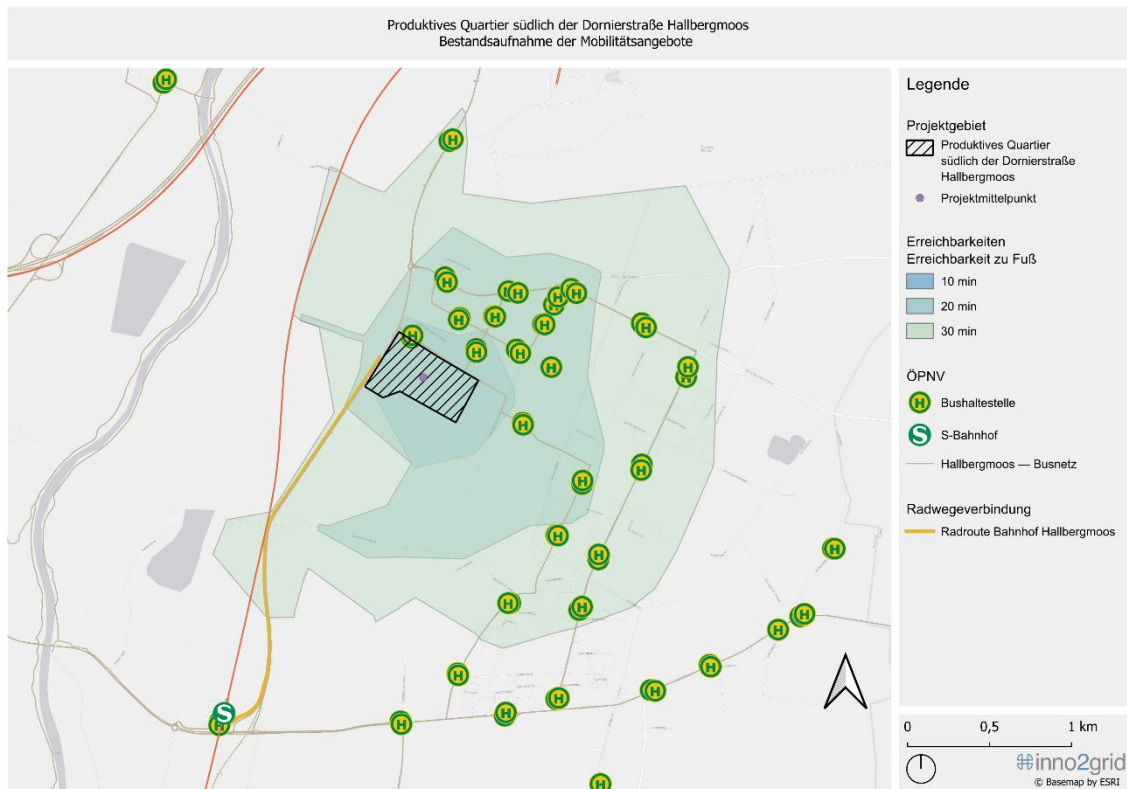 Produktives Quartier südlich der Dornierstraße Hallbergmoos
Bestandsaufnahme der Mobilitätsangebote
Legende
Projektgebiet
Produktives Quartier
südlich der Dornierstraße
Hallbergmoos
Projektmittelpunkt
Erreichbarkeiten
Erreichbarkeit zu Fuß
10 min
20 min
30 min
ÖPNV
H Bushaltestelle
S S-Bahnhof
Hallbergmoos — Busnetz
Radwegeverbindung
Radroute Bahnhof Hallbergmoos
0 0,5 1 km
inno2grid
© Basemap by ESRI